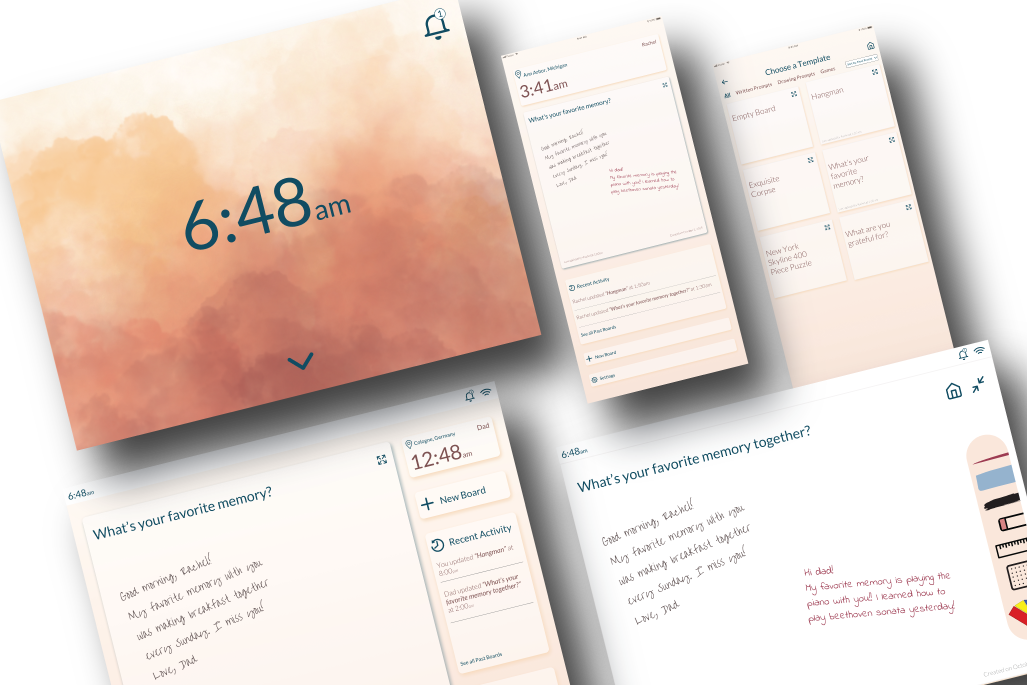 1
6:48am
Rachel
Ann Arbor, Michigan
3:41am
What's your favorite memory?
Good morning, Rachel!
My favorite memory with you
was making breakfast together
every Sunday. I miss you!
Love, Dad
Hi dad!
My favorite memory is playing the
piano with you! I learned how to
play beethoven sonata yesterday!
Recent Activity
Rachel updated "Hangman" at 1:00am
Rachel updated "What's your favorite memory together?" at 1:30am
See all Past Boards
New Board
Settings
Choose a Template
All Written Prompts Drawing Prompts Games
Empty Board
Hangman
Exquisite
Corpse
What's your
favorite
memory?
New York
Skyline 400
Piece Puzzle
What are you
grateful for?
6:48am
What's your favorite memory?
Good morning, Rachel!
My favorite memory with you
was making breakfast together
every Sunday. I miss you!
Love, Dad
Dad
Cologne, Germany
12:48am
New Board
Recent Activity
You updated "Hangman" at
8:00am
Dad updated "What's your
favorite memory together?"
at 2:00am
See all Past Boards
6:48am
What's your favorite memory together?
Good morning, Rachel!
My favorite memory with you
was making breakfast together
every Sunday. I miss you!
Love, Dad
Hi dad!
My favorite memory is playing the
piano with you! I learned how to
play beethoven sonata yesterday!
Created on